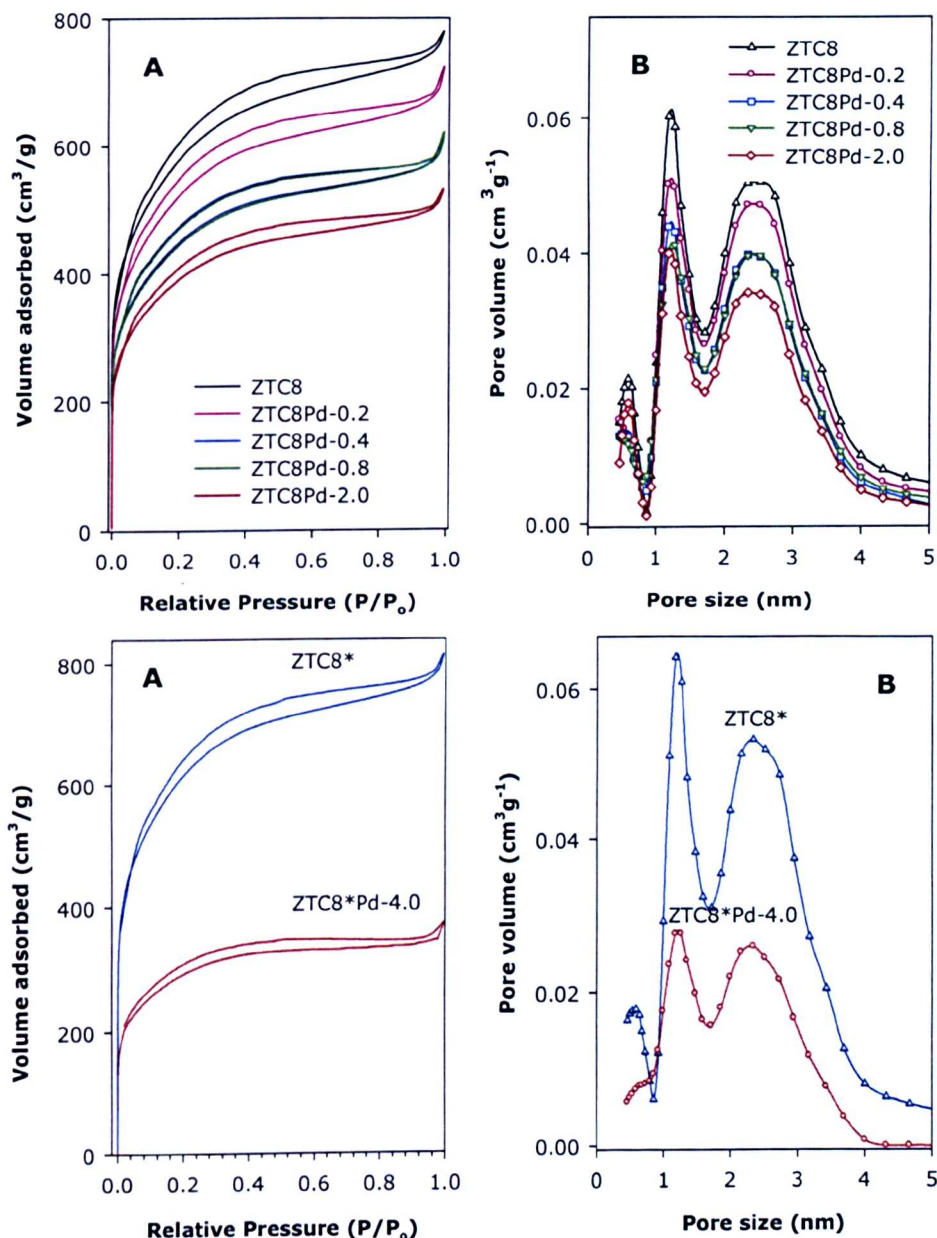 A
Volume adsorbed (cm³/g)
800
600
400
200
0
ZTC8
ZTC8Pd-0.2
ZTC8Pd-0.4
ZTC8Pd-0.8
ZTC8Pd-2.0
0.0 0.2 0.4 0.6 0.8 1.0
Relative Pressure (P/Pₒ)
B
Pore volume (cm ³g⁻¹)
0.06
0.04
0.02
0.00
ZTC8
ZTC8Pd-0.2
ZTC8Pd-0.4
ZTC8Pd-0.8
ZTC8Pd-2.0
0 1 2 3 4 5
Pore size (nm)
A
Volume adsorbed (cm³/g)
800
600
400
200
0
ZTC8*
ZTC8*Pd-4.0
0.0 0.2 0.4 0.6 0.8 1.0
Relative Pressure (P/Pₒ)
B
Pore volume (cm³g⁻¹)
0.06
0.04
0.02
0.00
ZTC8*
ZTC8*Pd-4.0
0 1 2 3 4 5
Pore size (nm)